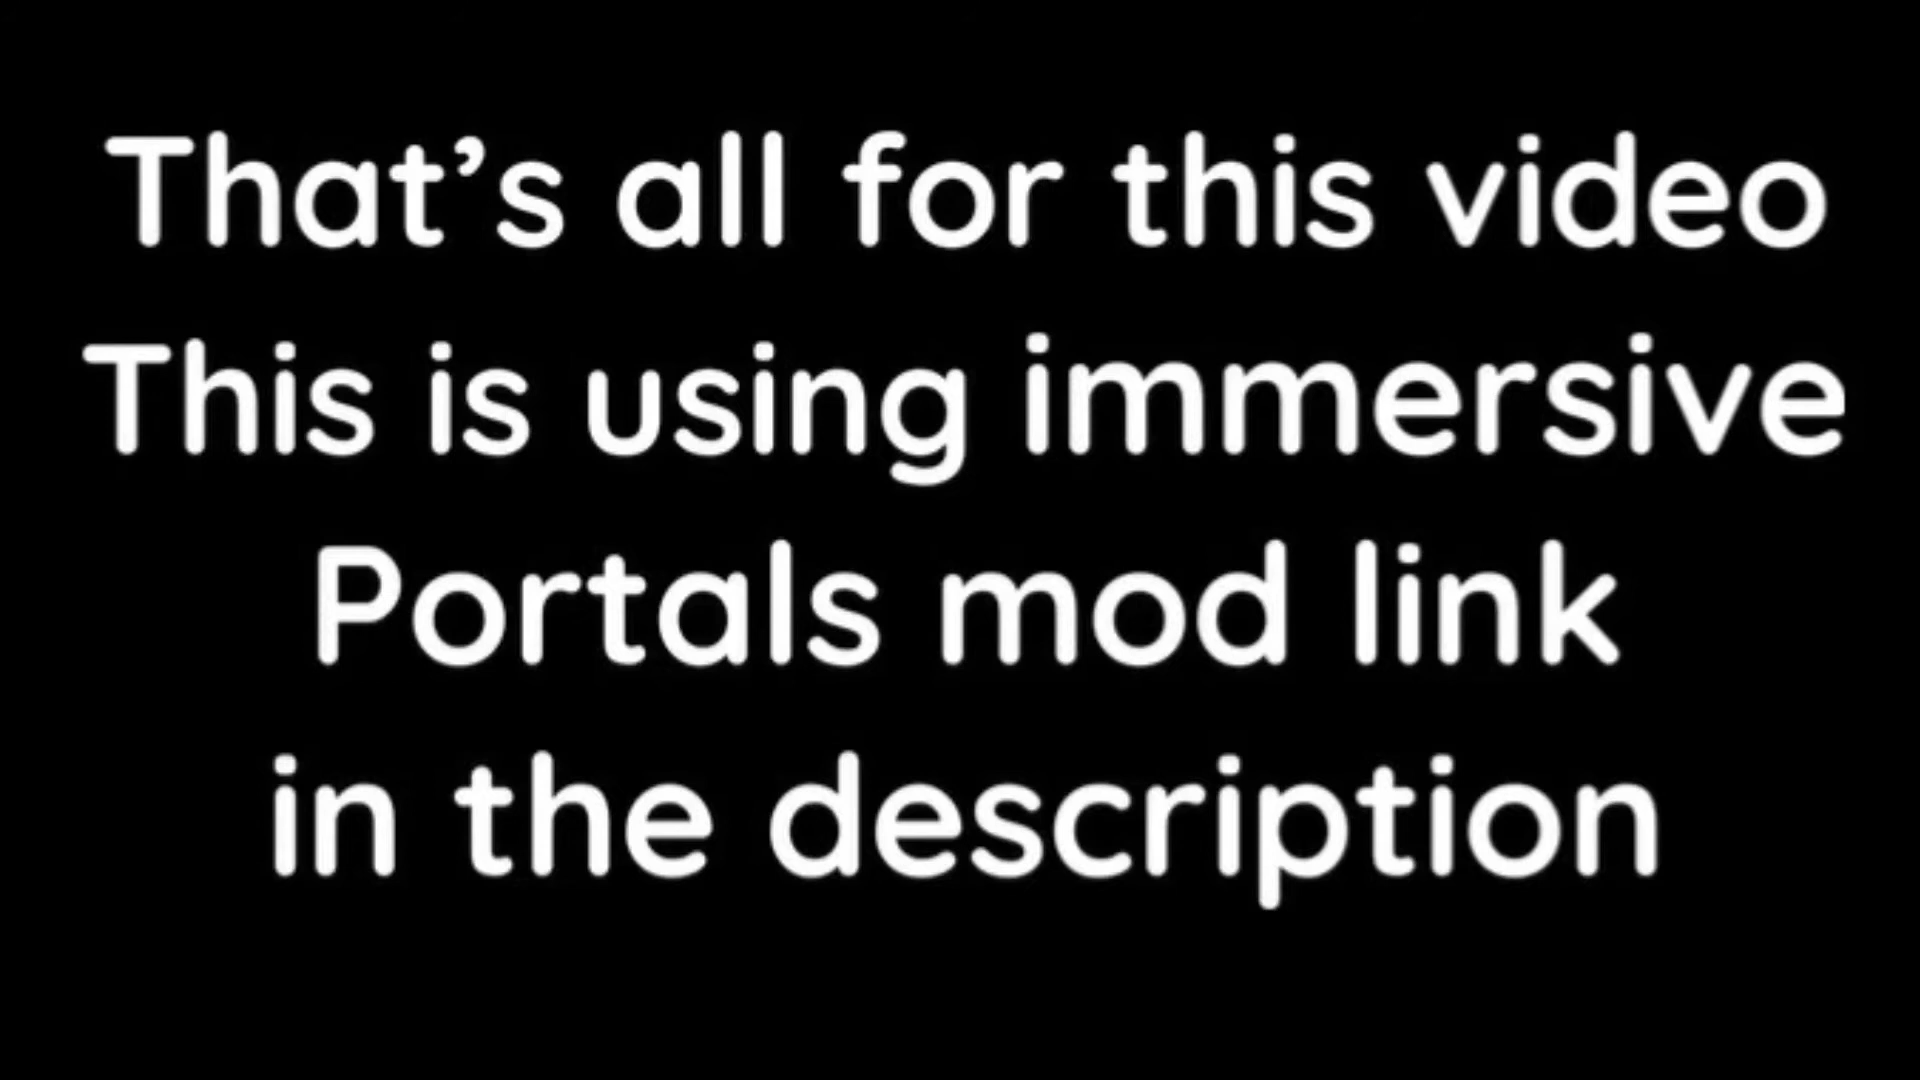 That’s all for this video
This is using immersive
Portals mod link
in the description